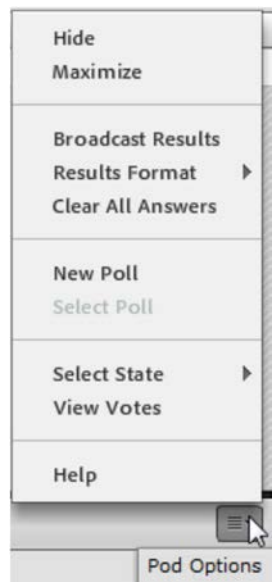 Hide
Maximize
Broadcast Results
Results Format
Clear All Answers
New Poll
Select Poll
Select State
View Votes
Help
Pod Options